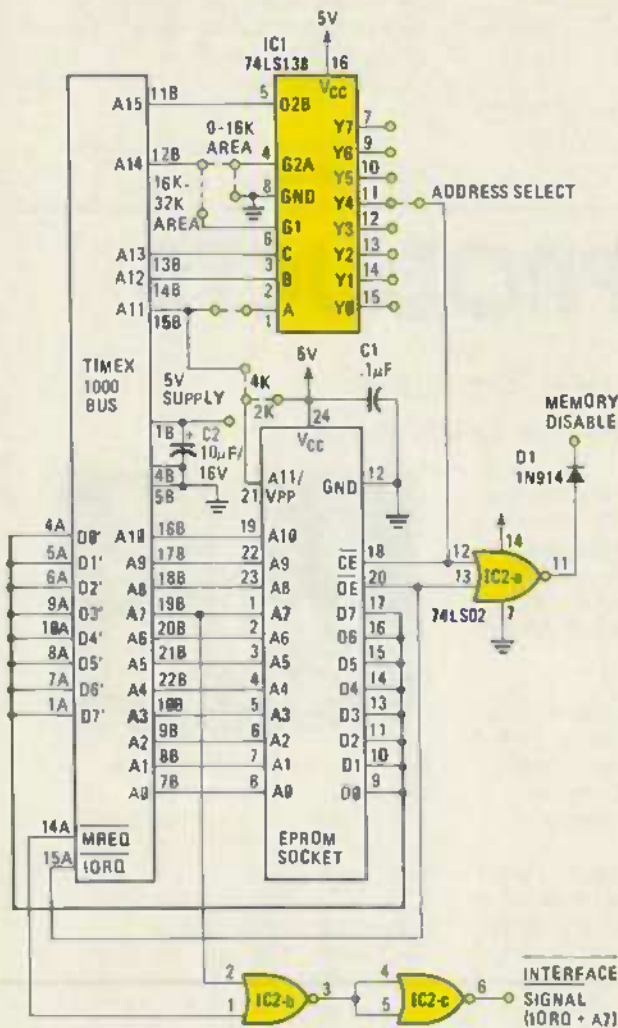 5V
IC1
74LS138
16
VCC
A15 11B 5 G2B
0-16K
AREA
A14 12B 4 G2A
8 GND
16K-
32K
AREA
G1
6
A13 13B C
3
A12 14B B
2
A11 15B A
1
Y7 7
Y6 9
Y5 10
Y4 11
Y3 12
Y2 13
Y1 14
Y0 15
ADDRESS SELECT
TIMEX
1000
BUS
5V
SUPPLY
1B
+ C2
10µF/
16V
4B
5B
4K
2K
5V
24
VCC
C1
.1µF
A11/
VPP
21
GND 12
MEMORY
DISABLE
D1
1N914
4A D0'
5A D1'
6A D2'
9A D3'
10A D4'
8A D5'
7A D6'
1A D7'
A10 16B 19 A10
A9 17B 22 A9
A8 18B 23 A8
A7 19B 1 A7
A6 20B 2 A6
A5 21B 3 A5
A4 22B 4 A4
A3 10B 5 A3
A2 9B 6 A2
A1 8B 7 A1
A0 7B A0
CE 18
OE 20
D7 17
D6 16
D5 15
D4 14
D3 13
D2 11
D1 10
D0 9
12
13
14
IC2-a
11
7
74LS02
EPROM
SOCKET
14A MREQ
15A IORQ
2
1
IC2-b
3
4
5
IC2-c
6
INTERFACE
SIGNAL
(IORQ + A7)